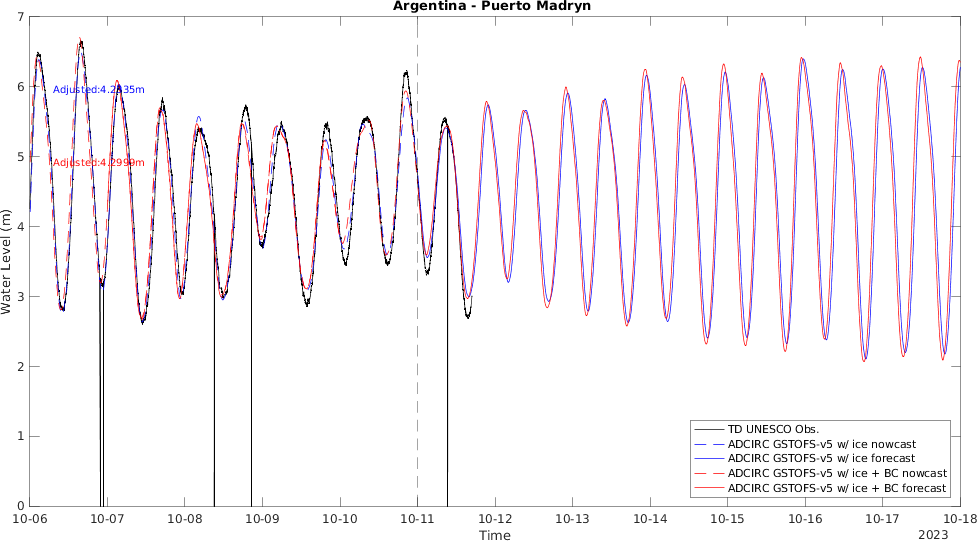 Argentina - Puerto Madryn
Water Level (m)
7
6
5
4
3
2
1
0
Adjusted:4.2535m
Adjusted:4.2999m
TD UNESCO Obs.
ADCIRC GSTOFS-v5 w/ ice nowcast
ADCIRC GSTOFS-v5 w/ ice forecast
ADCIRC GSTOFS-v5 w/ ice + BC nowcast
ADCIRC GSTOFS-v5 w/ ice + BC forecast
10-06 10-07 10-08 10-09 10-10 10-11 10-12 10-13 10-14 10-15 10-16 10-17 10-18
Time
2023